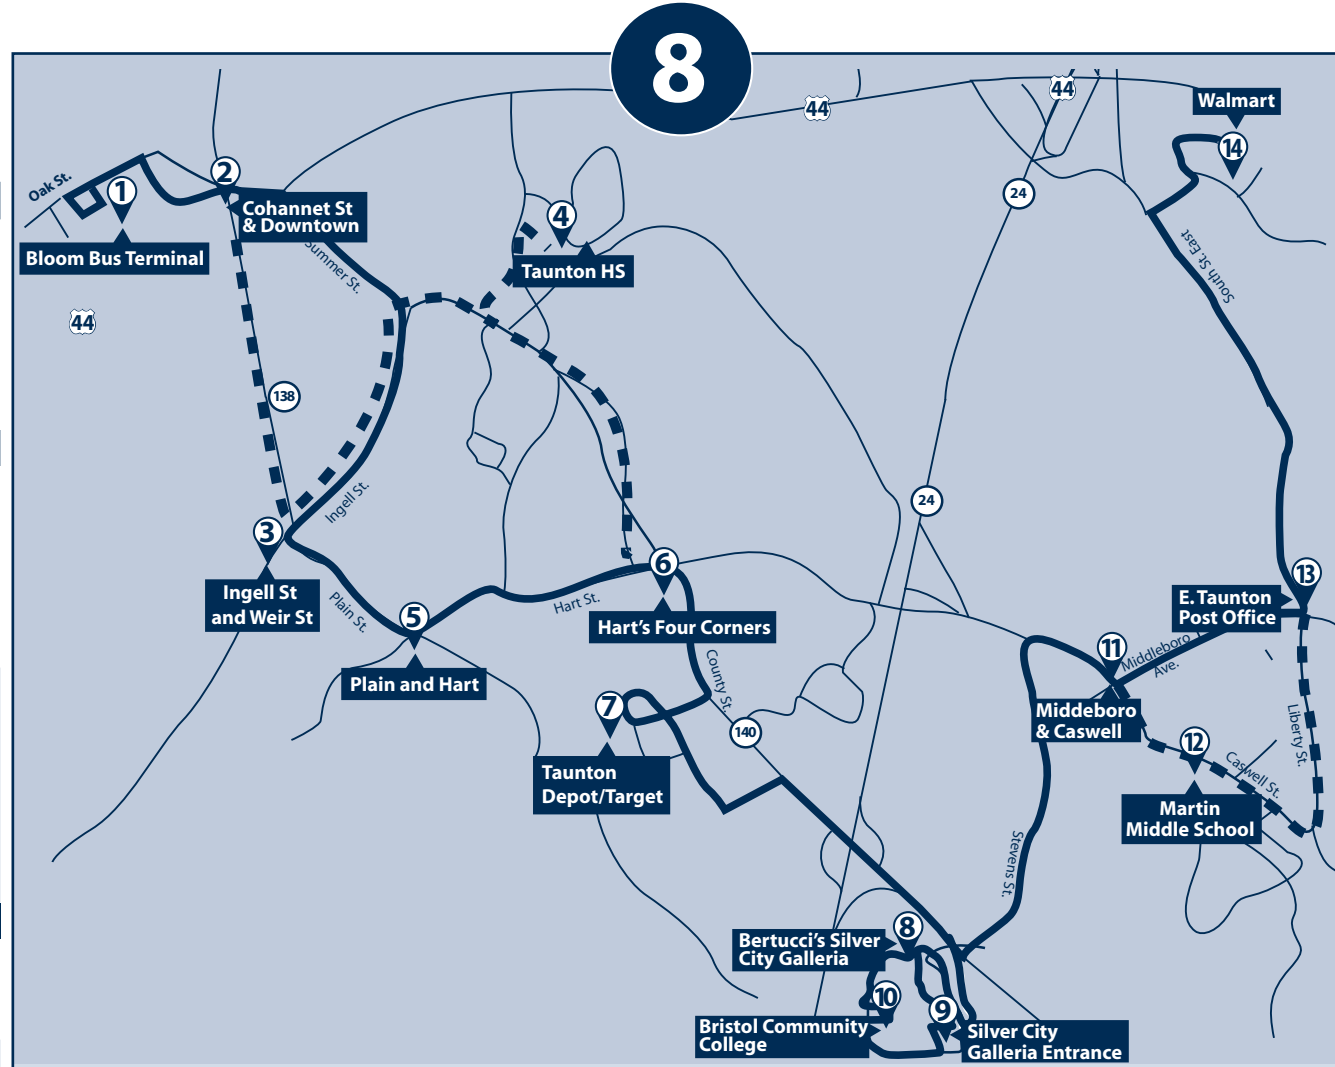 8
44
44
Walmart
14
Oak St.
1
2
Cohannet St
& Downtown
Bloom Bus Terminal
4
Taunton HS
24
South St. East
Summer St.
44
138
Ingell St.
24
3
Ingell St
and Weir St
Plain St.
5
Plain and Hart
Hart St.
6
Hart's Four Corners
13
E. Taunton
Post Office
11
Middleboro
Ave.
Middeboro
& Caswell
County St.
7
Taunton
Depot/Target
140
12
Caswell St.
Liberty St.
Martin
Middle School
Stevens St.
8
Bertucci's Silver
City Galleria
10
9
Bristol Community
College
Silver City
Galleria Entrance